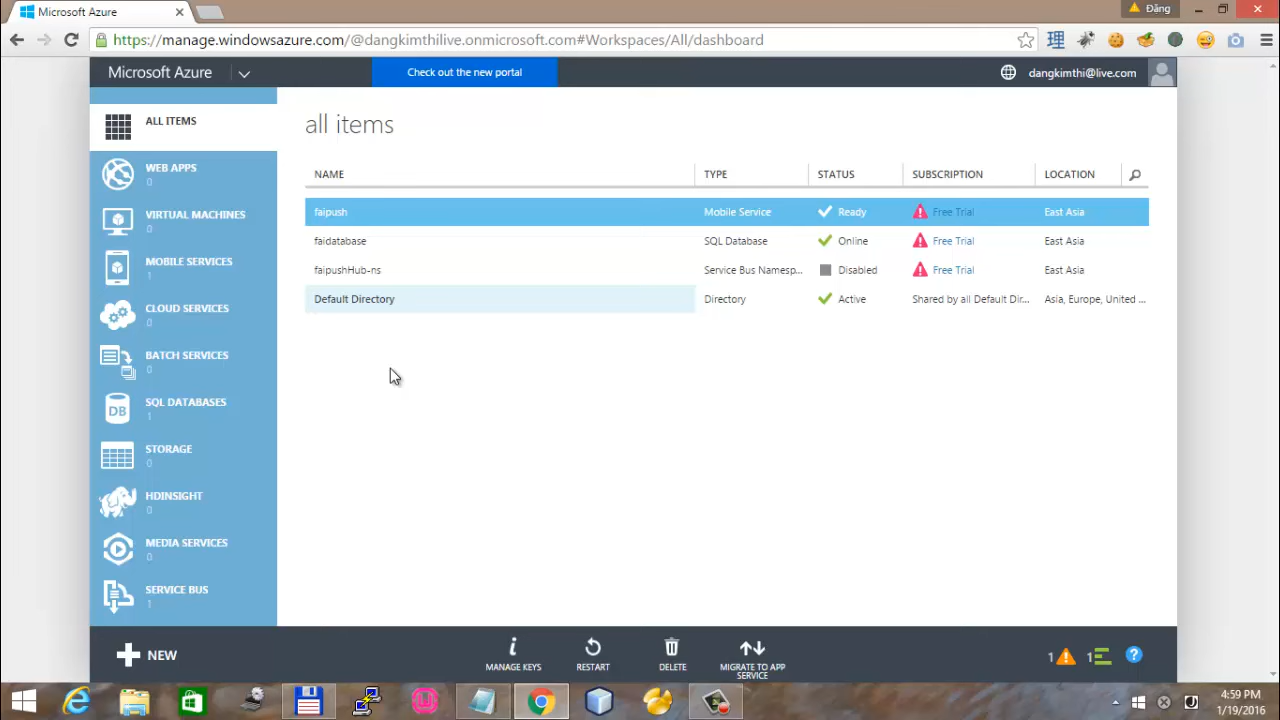 Microsoft Azure
Đăng
https://manage.windowsazure.com/@dangkimthilive.onmicrosoft.com#Workspaces/All/dashboard
理
Microsoft Azure
Check out the new portal
dangkimthi@live.com
ALL ITEMS
WEB APPS
0
VIRTUAL MACHINES
0
MOBILE SERVICES
1
CLOUD SERVICES
0
BATCH SERVICES
0
SQL DATABASES
1
DB
STORAGE
0
HDINSIGHT
0
MEDIA SERVICES
0
SERVICE BUS
1
all items
NAME TYPE STATUS SUBSCRIPTION LOCATION
faipush Mobile Service Ready Free Trial East Asia
faidatabase SQL Database Online Free Trial East Asia
faipushHub-ns Service Bus Namesp... Disabled Free Trial East Asia
Default Directory Directory Active Shared by all Default Dir... Asia, Europe, United ...
NEW
MANAGE KEYS
RESTART
DELETE
MIGRATE TO APP
SERVICE
1
1
?
4:59 PM
1/19/2016